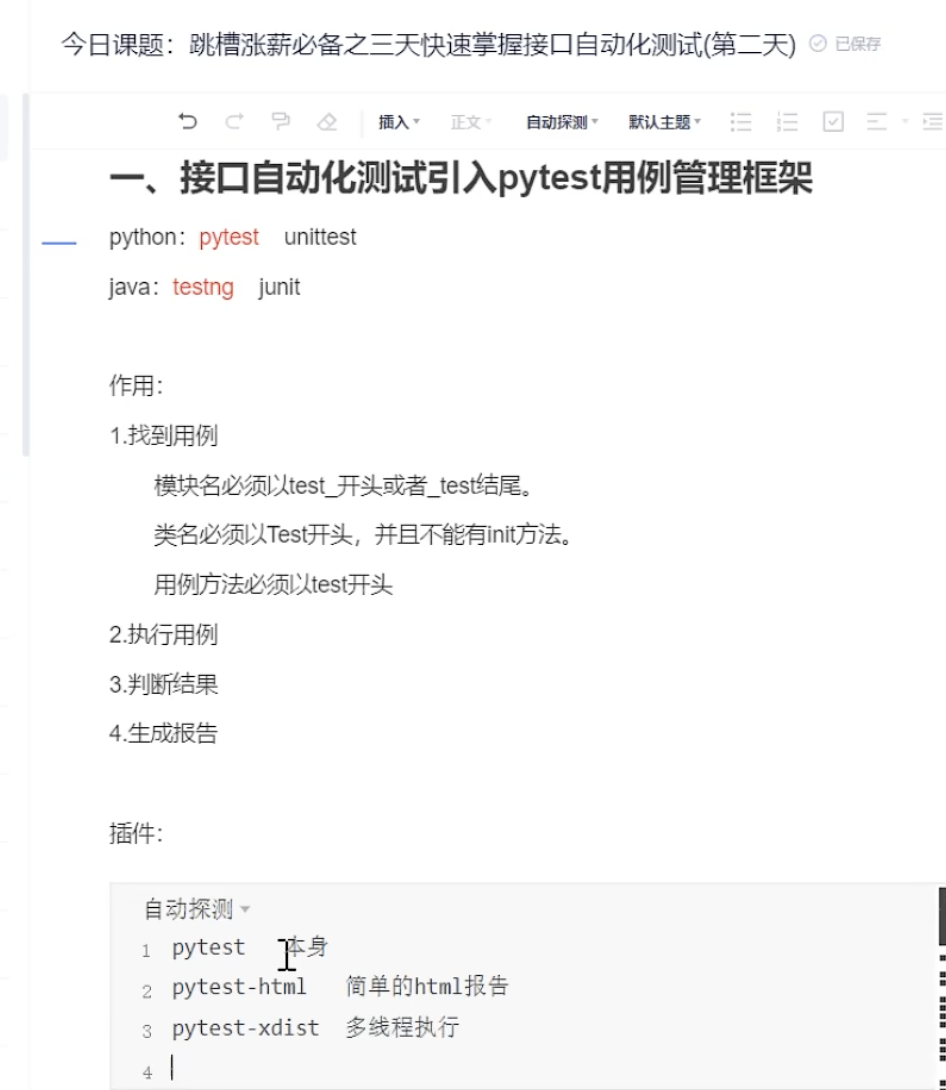 今日课题：跳槽涨薪必备之三天快速掌握接口自动化测试(第二天) 已保存
插入 正文 自动探测 默认主题
一、接口自动化测试引入pytest用例管理框架
python：pytest unittest
java：testng junit
作用：
1.找到用例
模块名必须以test_开头或者_test结尾。
类名必须以Test开头，并且不能有init方法。
用例方法必须以test开头
2.执行用例
3.判断结果
4.生成报告
插件：
自动探测
1 pytest 本身
2 pytest-html 简单的html报告
3 pytest-xdist 多线程执行
4